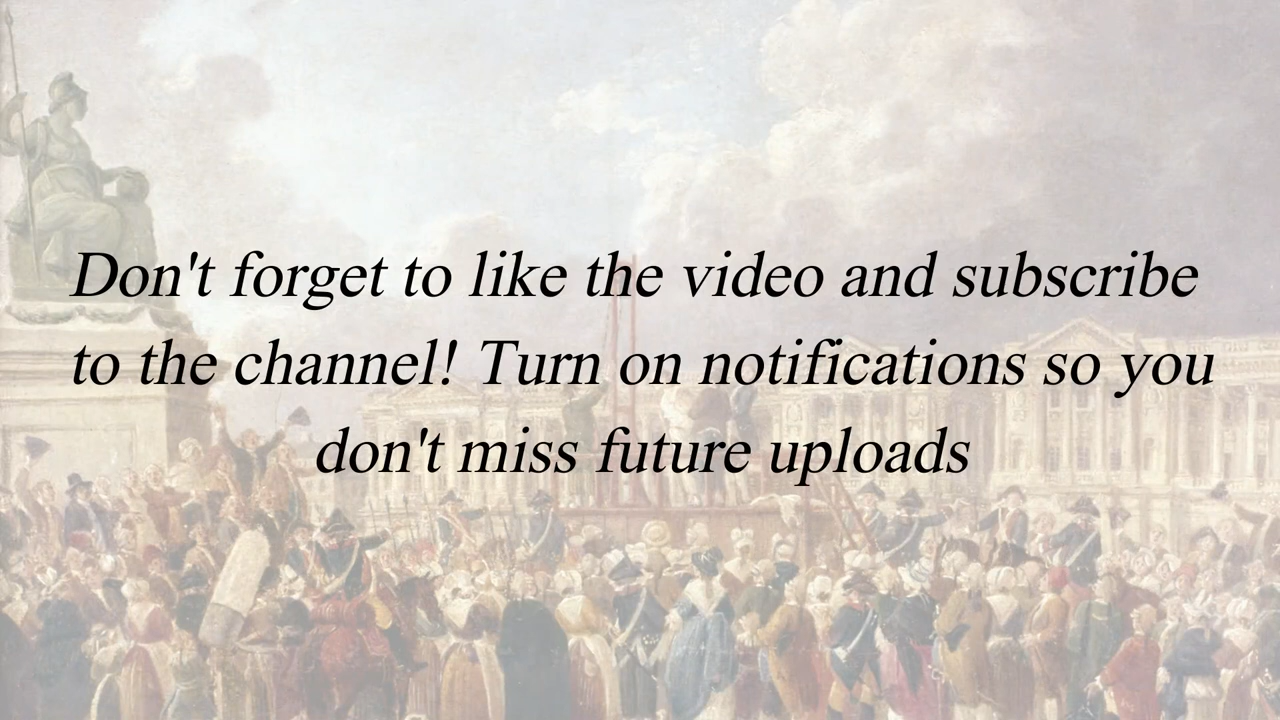 Don't forget to like the video and subscribe
to the channel! Turn on notifications so you
don't miss future uploads